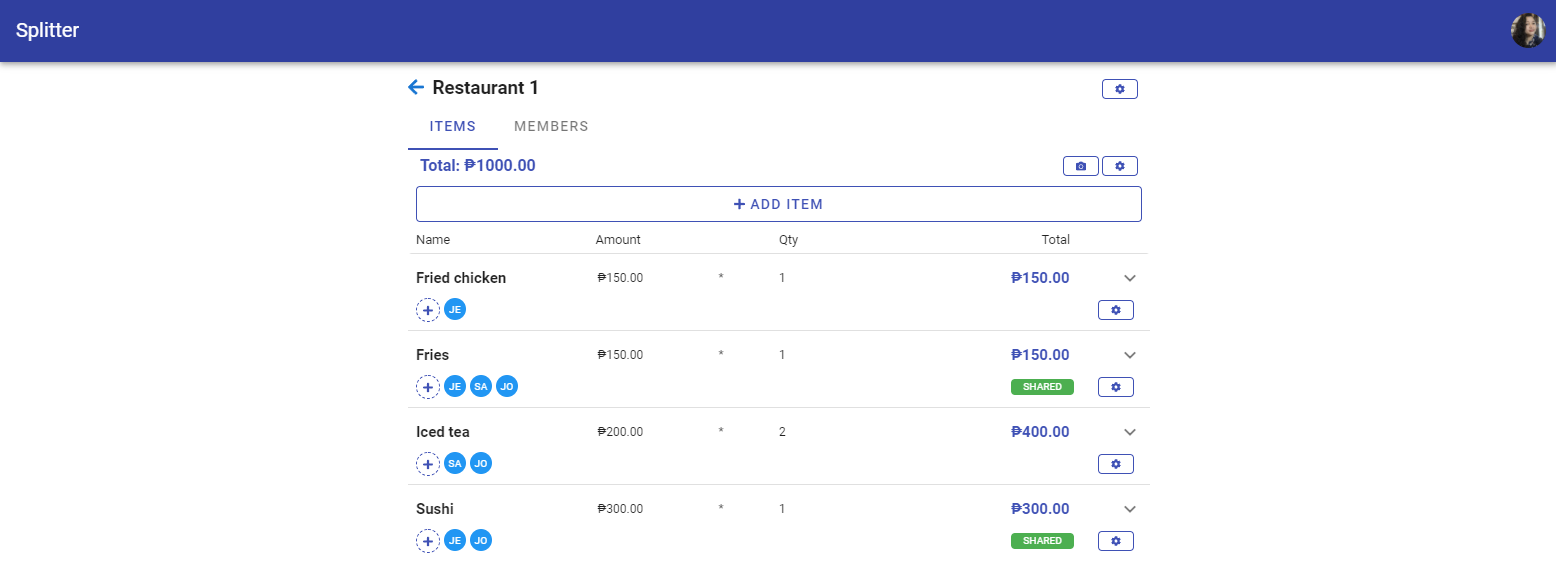 Splitter
Restaurant 1
ITEMS MEMBERS
Total: ₱1000.00
+ ADD ITEM
Name Amount Qty Total
Fried chicken ₱150.00 * 1 ₱150.00
+ JE
Fries ₱150.00 * 1 ₱150.00
+ JE SA JO SHARED
Iced tea ₱200.00 * 2 ₱400.00
+ SA JO
Sushi ₱300.00 * 1 ₱300.00
+ JE JO SHARED